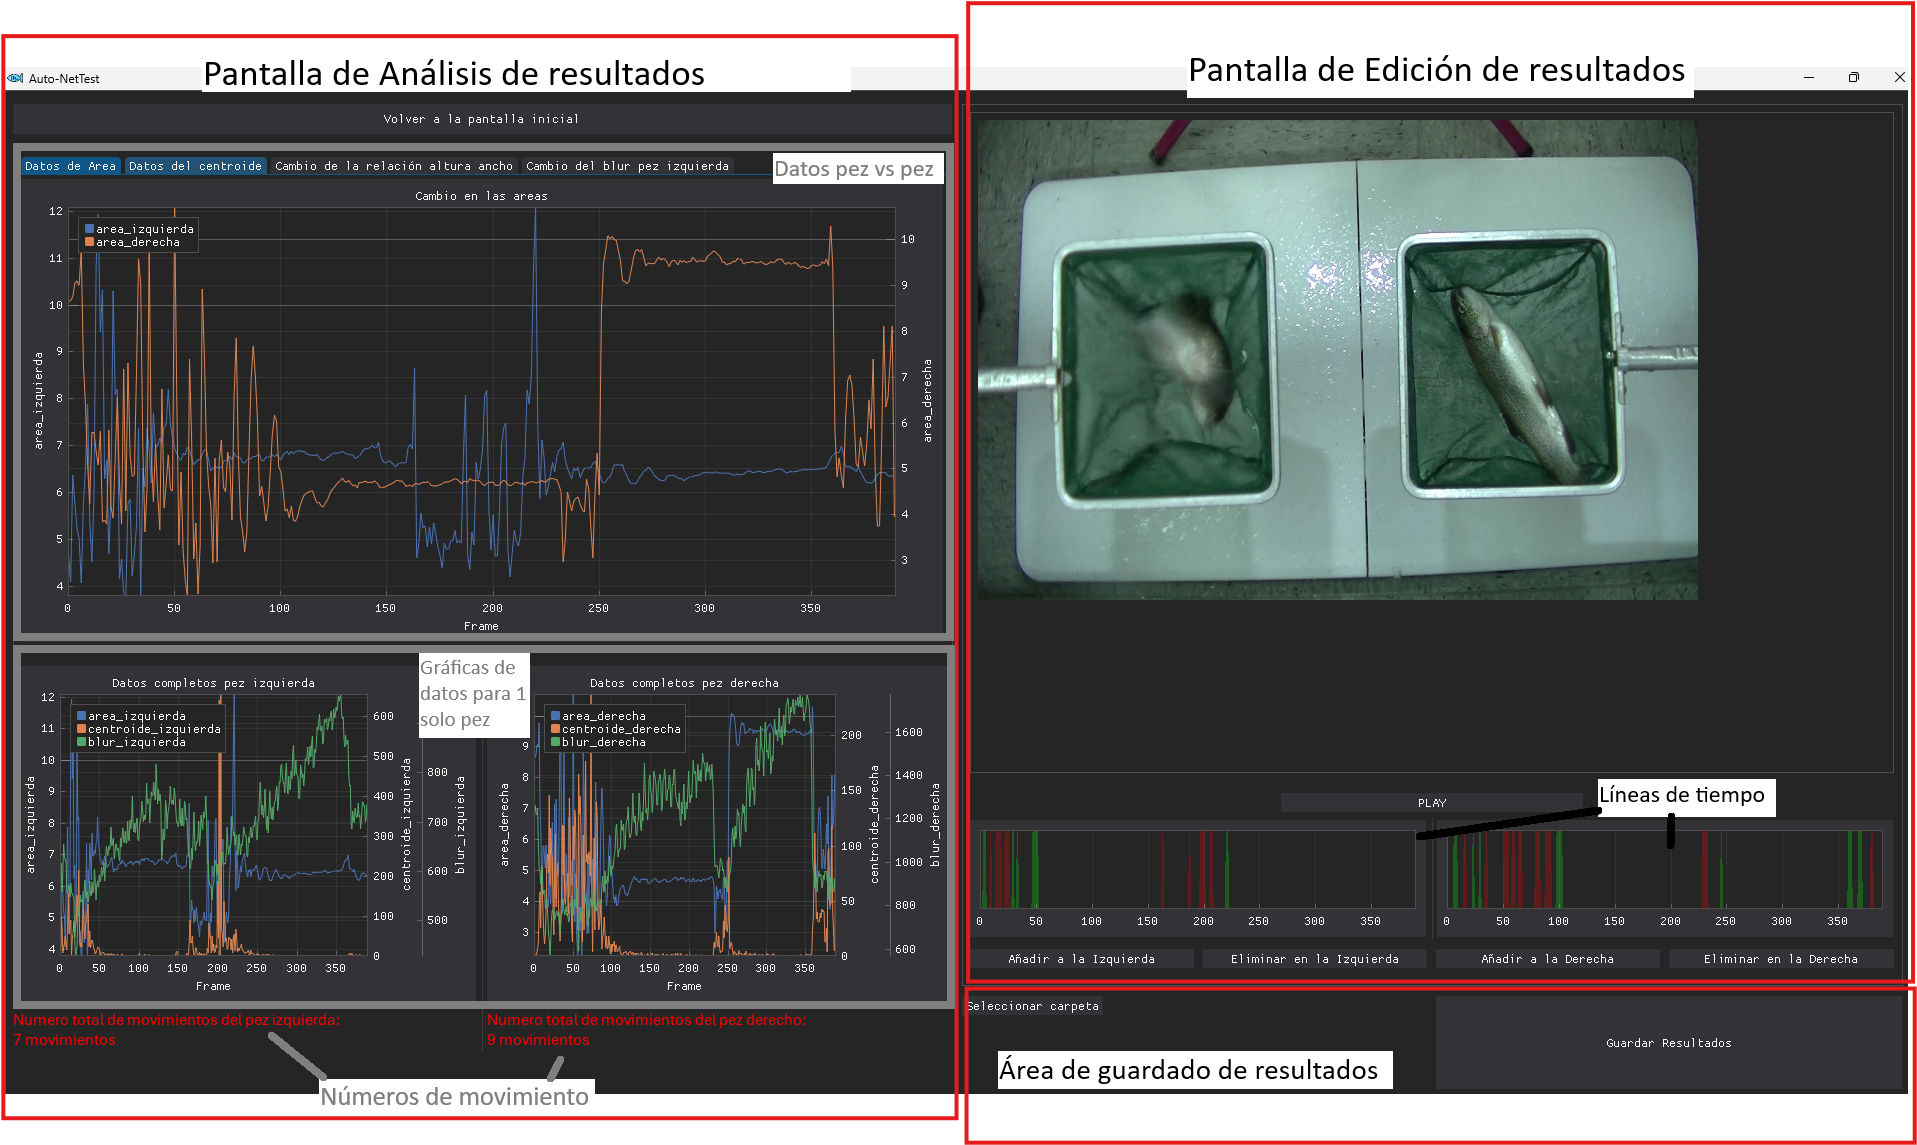 Pantalla de Análisis de resultados
Pantalla de Edición de resultados
Auto-NetTest
Volver a la pantalla inicial
Datos de Area
Datos del centroide
Cambio de la relación altura ancho
Cambio del blur pez izquierda
Datos pez vs pez
Cambio en las areas
area_izquierda
area_derecha
12
11
10
9
8
7
6
5
4
area_izquierda
10
9
8
7
6
5
4
3
area_derecha
0 50 100 150 200 250 300 350
Frame
Gráficas de
datos para 1
solo pez
Datos completos pez izquierda
area_izquierda
centroide_izquierda
blur_izquierda
12
11
10
9
8
7
6
5
4
area_izquierda
600
500
400
300
200
100
0
centroide_izquierda
800
700
600
500
blur_izquierda
0 50 100 150 200 250 300 350
Frame
Datos completos pez derecha
area_derecha
centroide_derecha
blur_derecha
9
8
7
6
5
4
3
area_derecha
200
150
100
50
0
centroide_derecha
1600
1400
1200
1000
800
600
blur_derecha
0 50 100 150 200 250 300 350
Frame
Numero total de movimientos del pez izquierda:
7 movimientos
Numero total de movimientos del pez derecho:
9 movimientos
Números de movimiento
PLAY
Líneas de tiempo
0 50 100 150 200 250 300 350
0 50 100 150 200 250 300 350
Añadir a la Izquierda
Eliminar en la Izquierda
Añadir a la Derecha
Eliminar en la Derecha
Seleccionar carpeta
Guardar Resultados
Área de guardado de resultados